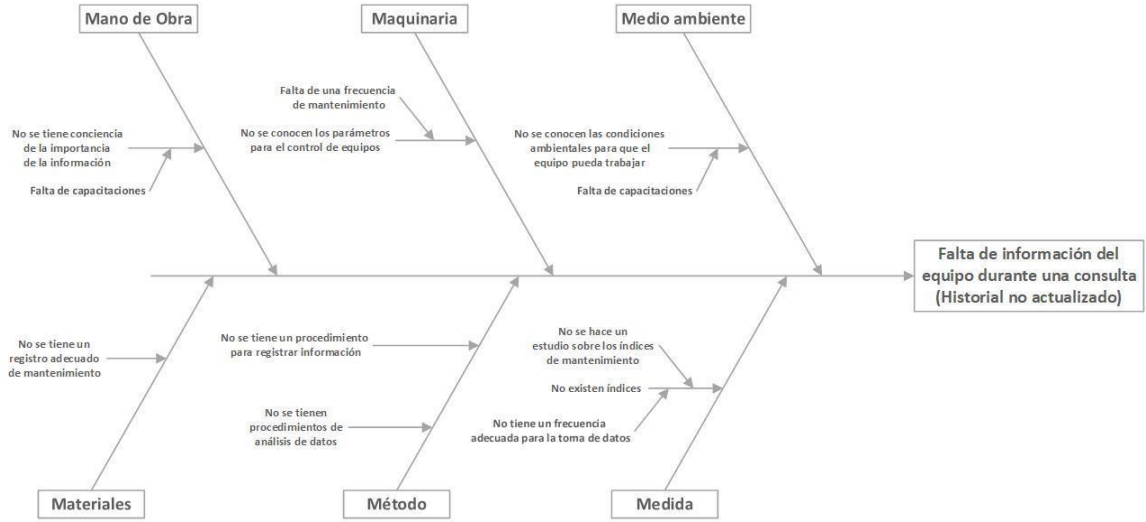 Mano de Obra
Maquinaria
Medio ambiente
Falta de una frecuencia
de mantenimiento
No se tiene conciencia
de la importancia
de la información
No se conocen los parámetros
para el control de equipos
No se conocen las condiciones
ambientales para que el
equipo pueda trabajar
Falta de capacitaciones
Falta de capacitaciones
Falta de información del
equipo durante una consulta
(Historial no actualizado)
No se tiene un
registro adecuado
de mantenimiento
No se tiene un procedimiento
para registrar información
No se hace un
estudio sobre los índices
de mantenimiento
No existen índices
No se tienen
procedimientos de
análisis de datos
No tiene un frecuencia
adecuada para la toma de datos
Materiales
Método
Medida